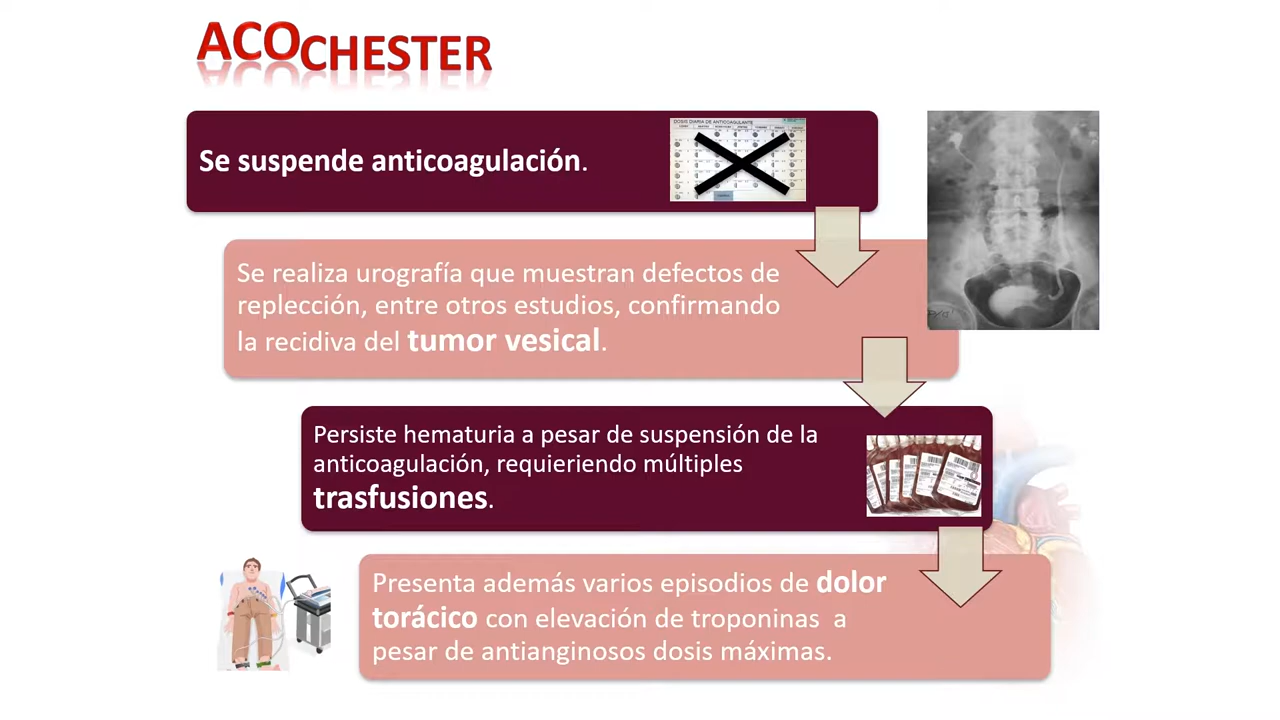 ACOCHESTER
Se suspende anticoagulación.
DOSIS DIARIA DE ANTICOAGULANTE
Se realiza urografía que muestran defectos de
replección, entre otros estudios, confirmando
la recidiva del tumor vesical.
Persiste hematuria a pesar de suspensión de la
anticoagulación, requieriendo múltiples
trasfusiones.
Presenta además varios episodios de dolor
torácico con elevación de troponinas a
pesar de antianginosos dosis máximas.